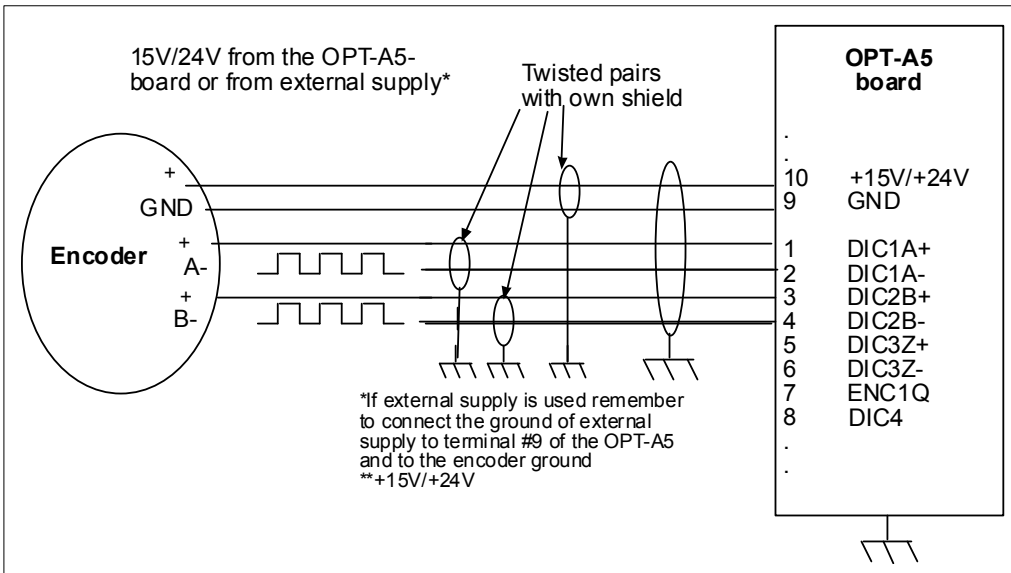 15V/24V from the OPT-A5-
board or from external supply*
Twisted pairs
with own shield
OPT-A5
board
.
.
Encoder
+
GND
+
A-
+
B-
10 +15V/+24V
9 GND
1 DIC1A+
2 DIC1A-
3 DIC2B+
4 DIC2B-
5 DIC3Z+
6 DIC3Z-
7 ENC1Q
8 DIC4
.
.
*If external supply is used remember
to connect the ground of external
supply to terminal #9 of the OPT-A5
and to the encoder ground
**+15V/+24V